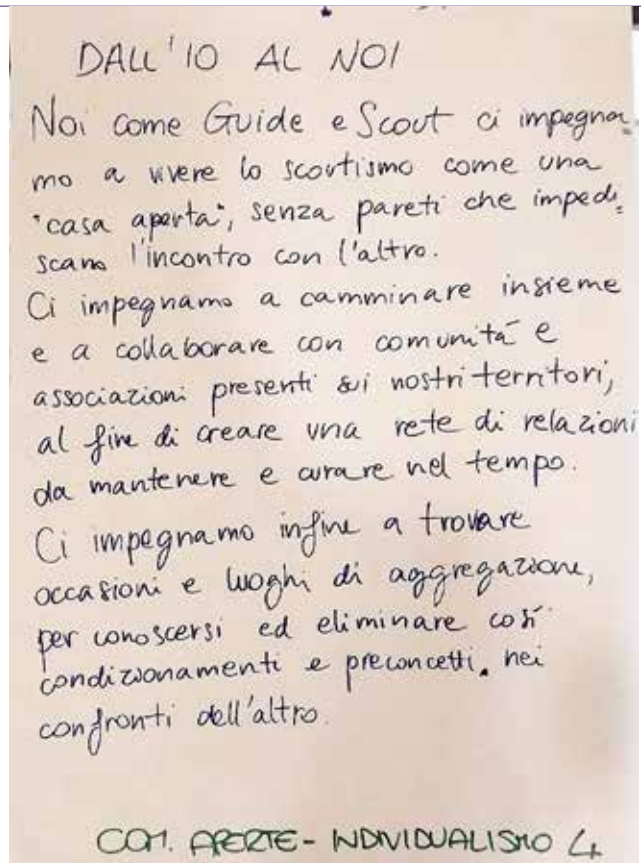 DALL'IO AL NOI
Noi come Guide e Scout ci impegna
mo a vivere lo scoutismo come una
"casa aperta", senza pareti che impedi
scano l'incontro con l'altro.
Ci impegnamo a camminare insieme
e a collaborare con comunità e
associazioni presenti sui nostri territori,
al fine di creare una rete di relazioni
da mantenere e curare nel tempo.
Ci impegnamo infine a trovare
occasioni e luoghi di aggregazione,
per conoscersi ed eliminare così
condizionamenti e preconcetti. nei
confronti dell'altro.
COM. APERTE - INDIVIDUALISMO 4